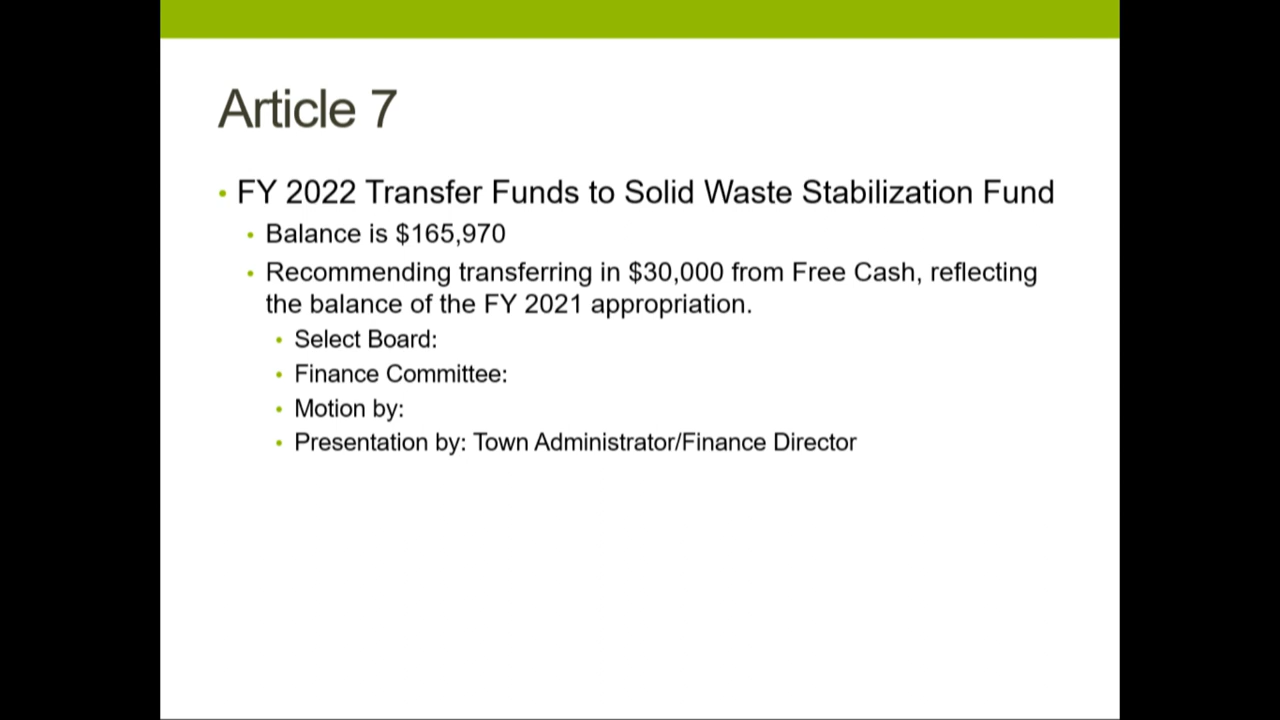 Article 7
• FY 2022 Transfer Funds to Solid Waste Stabilization Fund
• Balance is $165,970
• Recommending transferring in $30,000 from Free Cash, reflecting
the balance of the FY 2021 appropriation.
• Select Board:
• Finance Committee:
• Motion by:
• Presentation by: Town Administrator/Finance Director